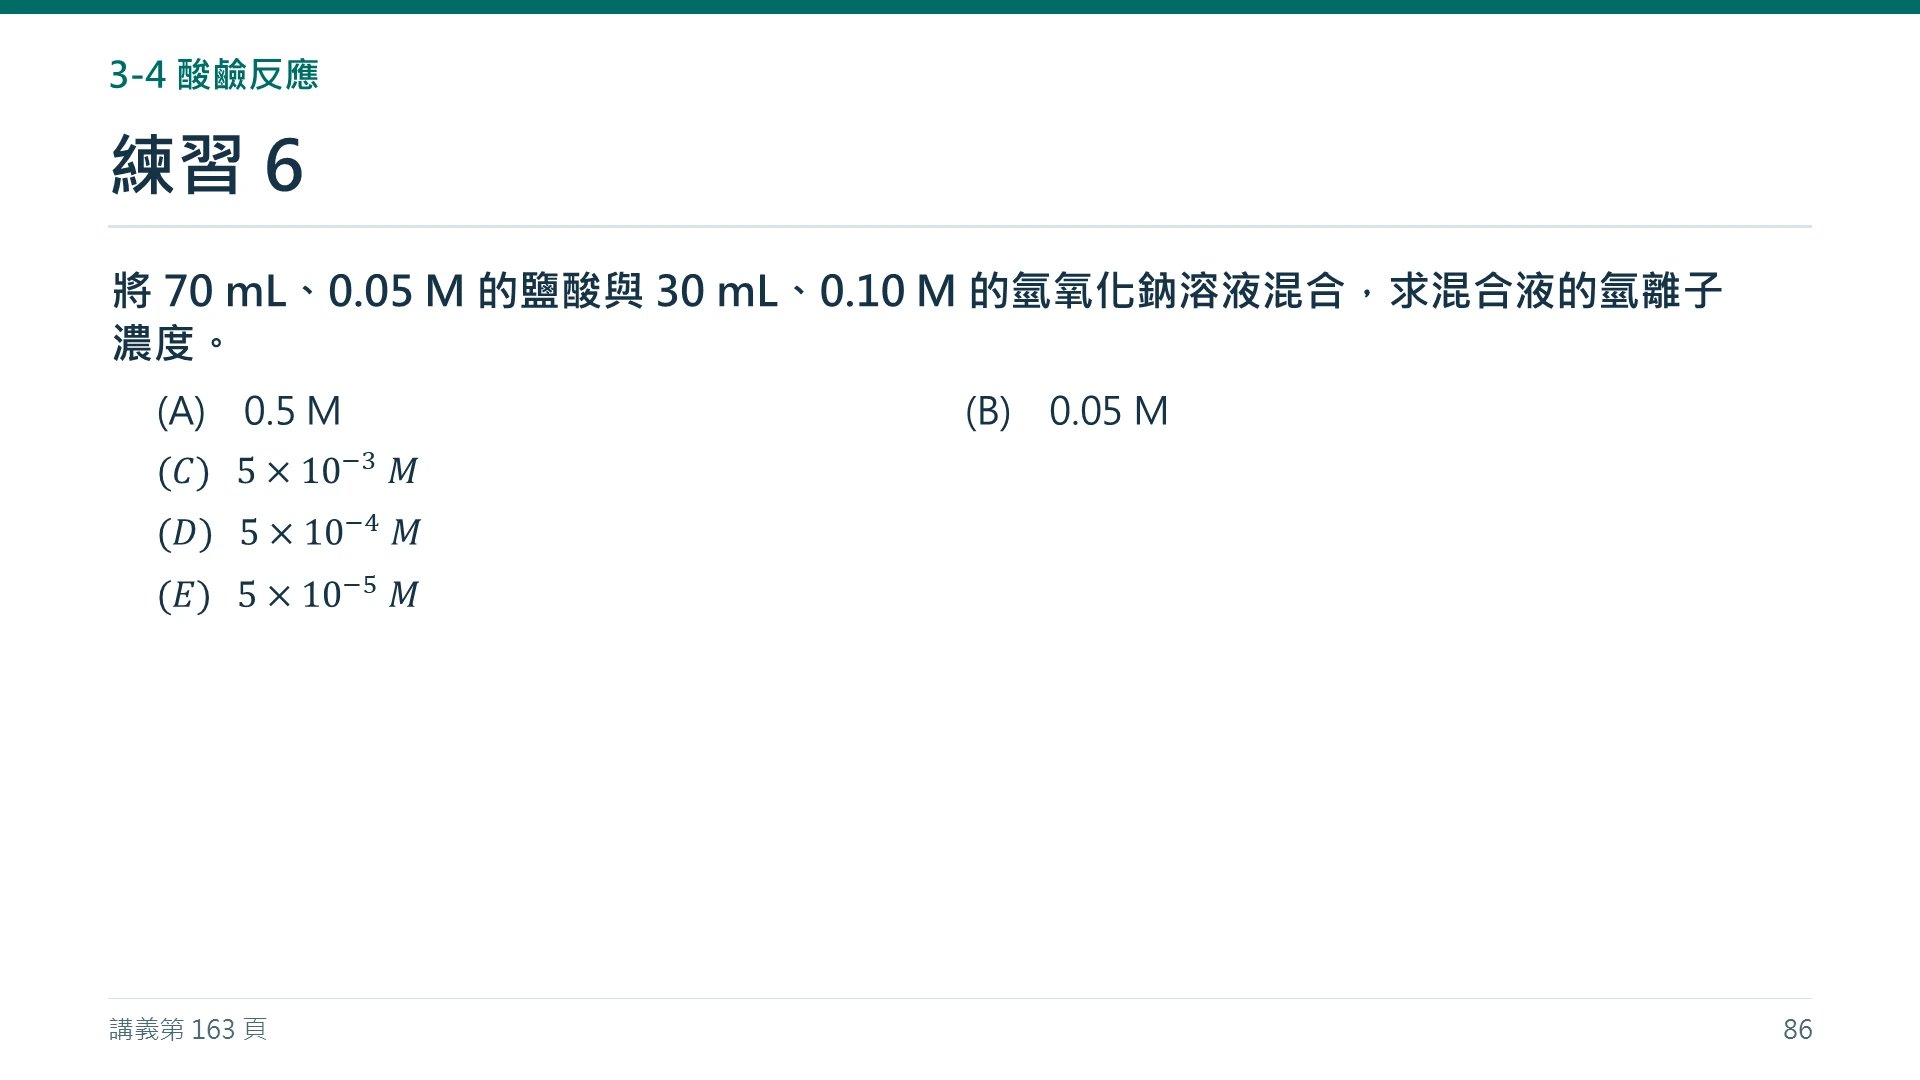 3-4 酸鹼反應
練習 6
將 70 mL、0.05 M 的鹽酸與 30 mL、0.10 M 的氫氧化鈉溶液混合，求混合液的氫離子
濃度。
(A) 0.5 M
(B) 0.05 M
(C) 5 × 10⁻³ M
(D) 5 × 10⁻⁴ M
(E) 5 × 10⁻⁵ M
講義第 163 頁
86